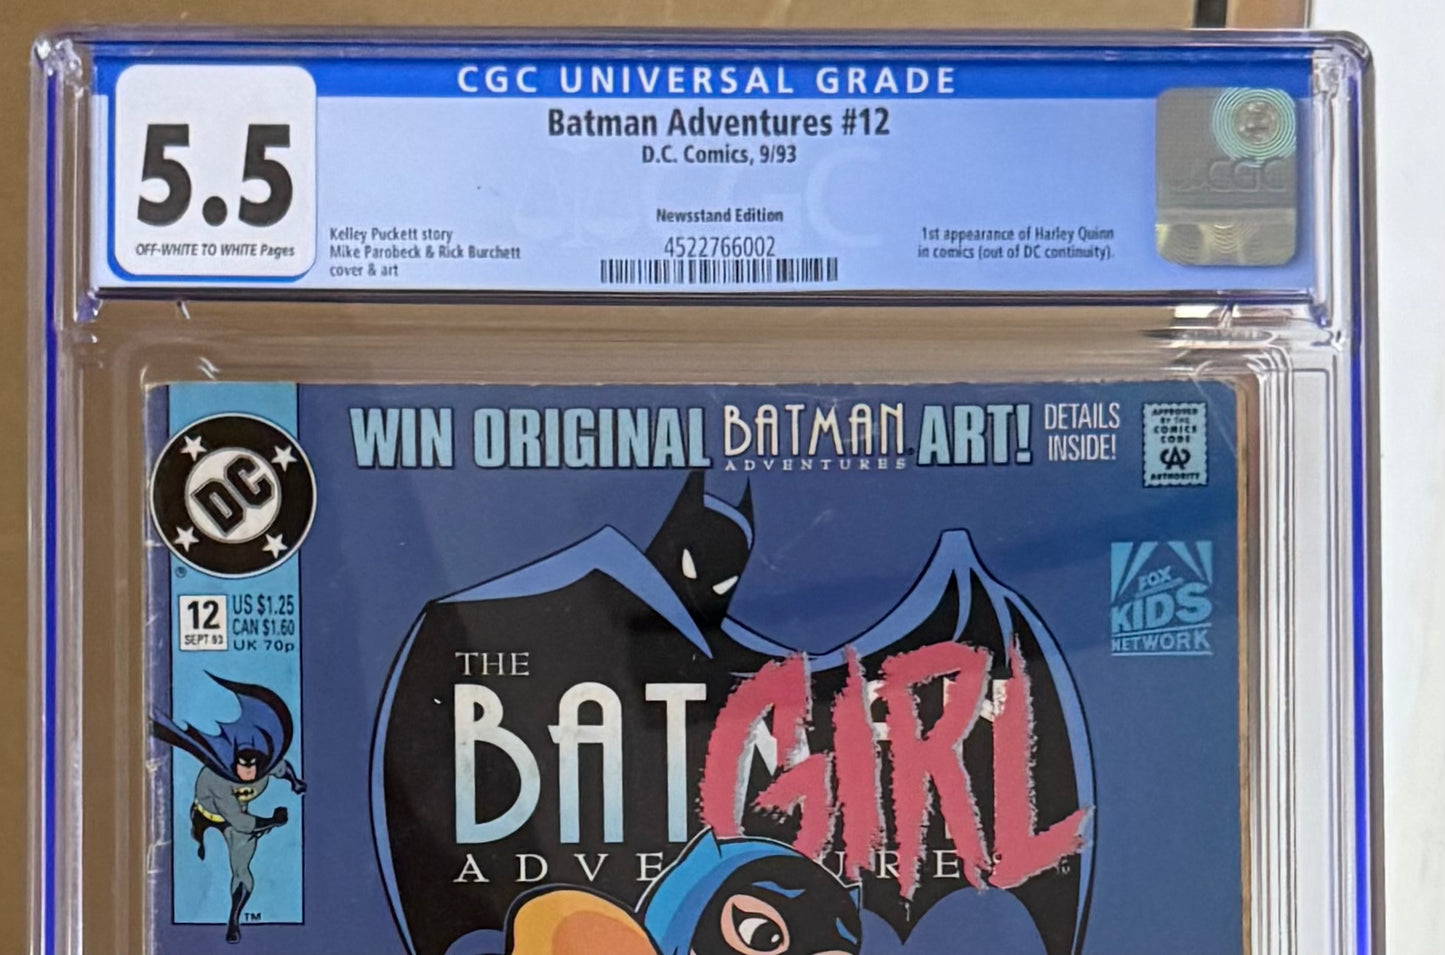 CGC UNIVERSAL GRADE
5.5
OFF-WHITE TO WHITE Pages
Batman Adventures #12
D.C. Comics, 9/93
Newsstand Edition
4522766002
Kelley Puckett story
Mike Parobeck & Rick Burchett
cover & art
1st appearance of Harley Quinn
in comics (out of DC continuity).
CGC
WIN ORIGINAL BATMAN ADVENTURES ART! DETAILS INSIDE!
APPROVED
BY THE
COMICS
CODE
CA
AUTHORITY
DC
®
12
SEPT 93
US $1.25
CAN $1.60
UK 70p
FOX
KIDS
NETWORK
THE
BATGIRL
ADVE URES
TM